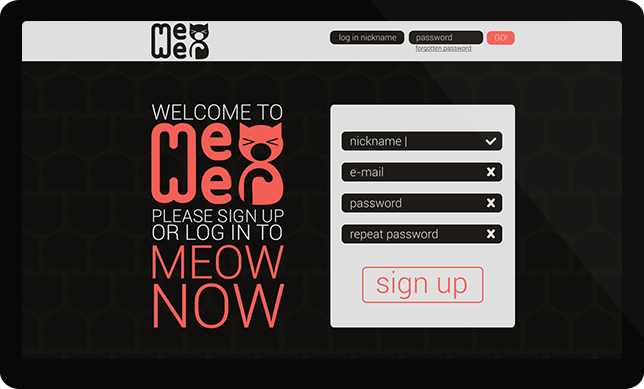 MeWer
log in nickname
password
GO!
forgotten password
WELCOME TO
MeWer
PLEASE SIGN UP
OR LOG IN TO
MEOW
NOW
nickname |
e-mail
password
repeat password
sign up